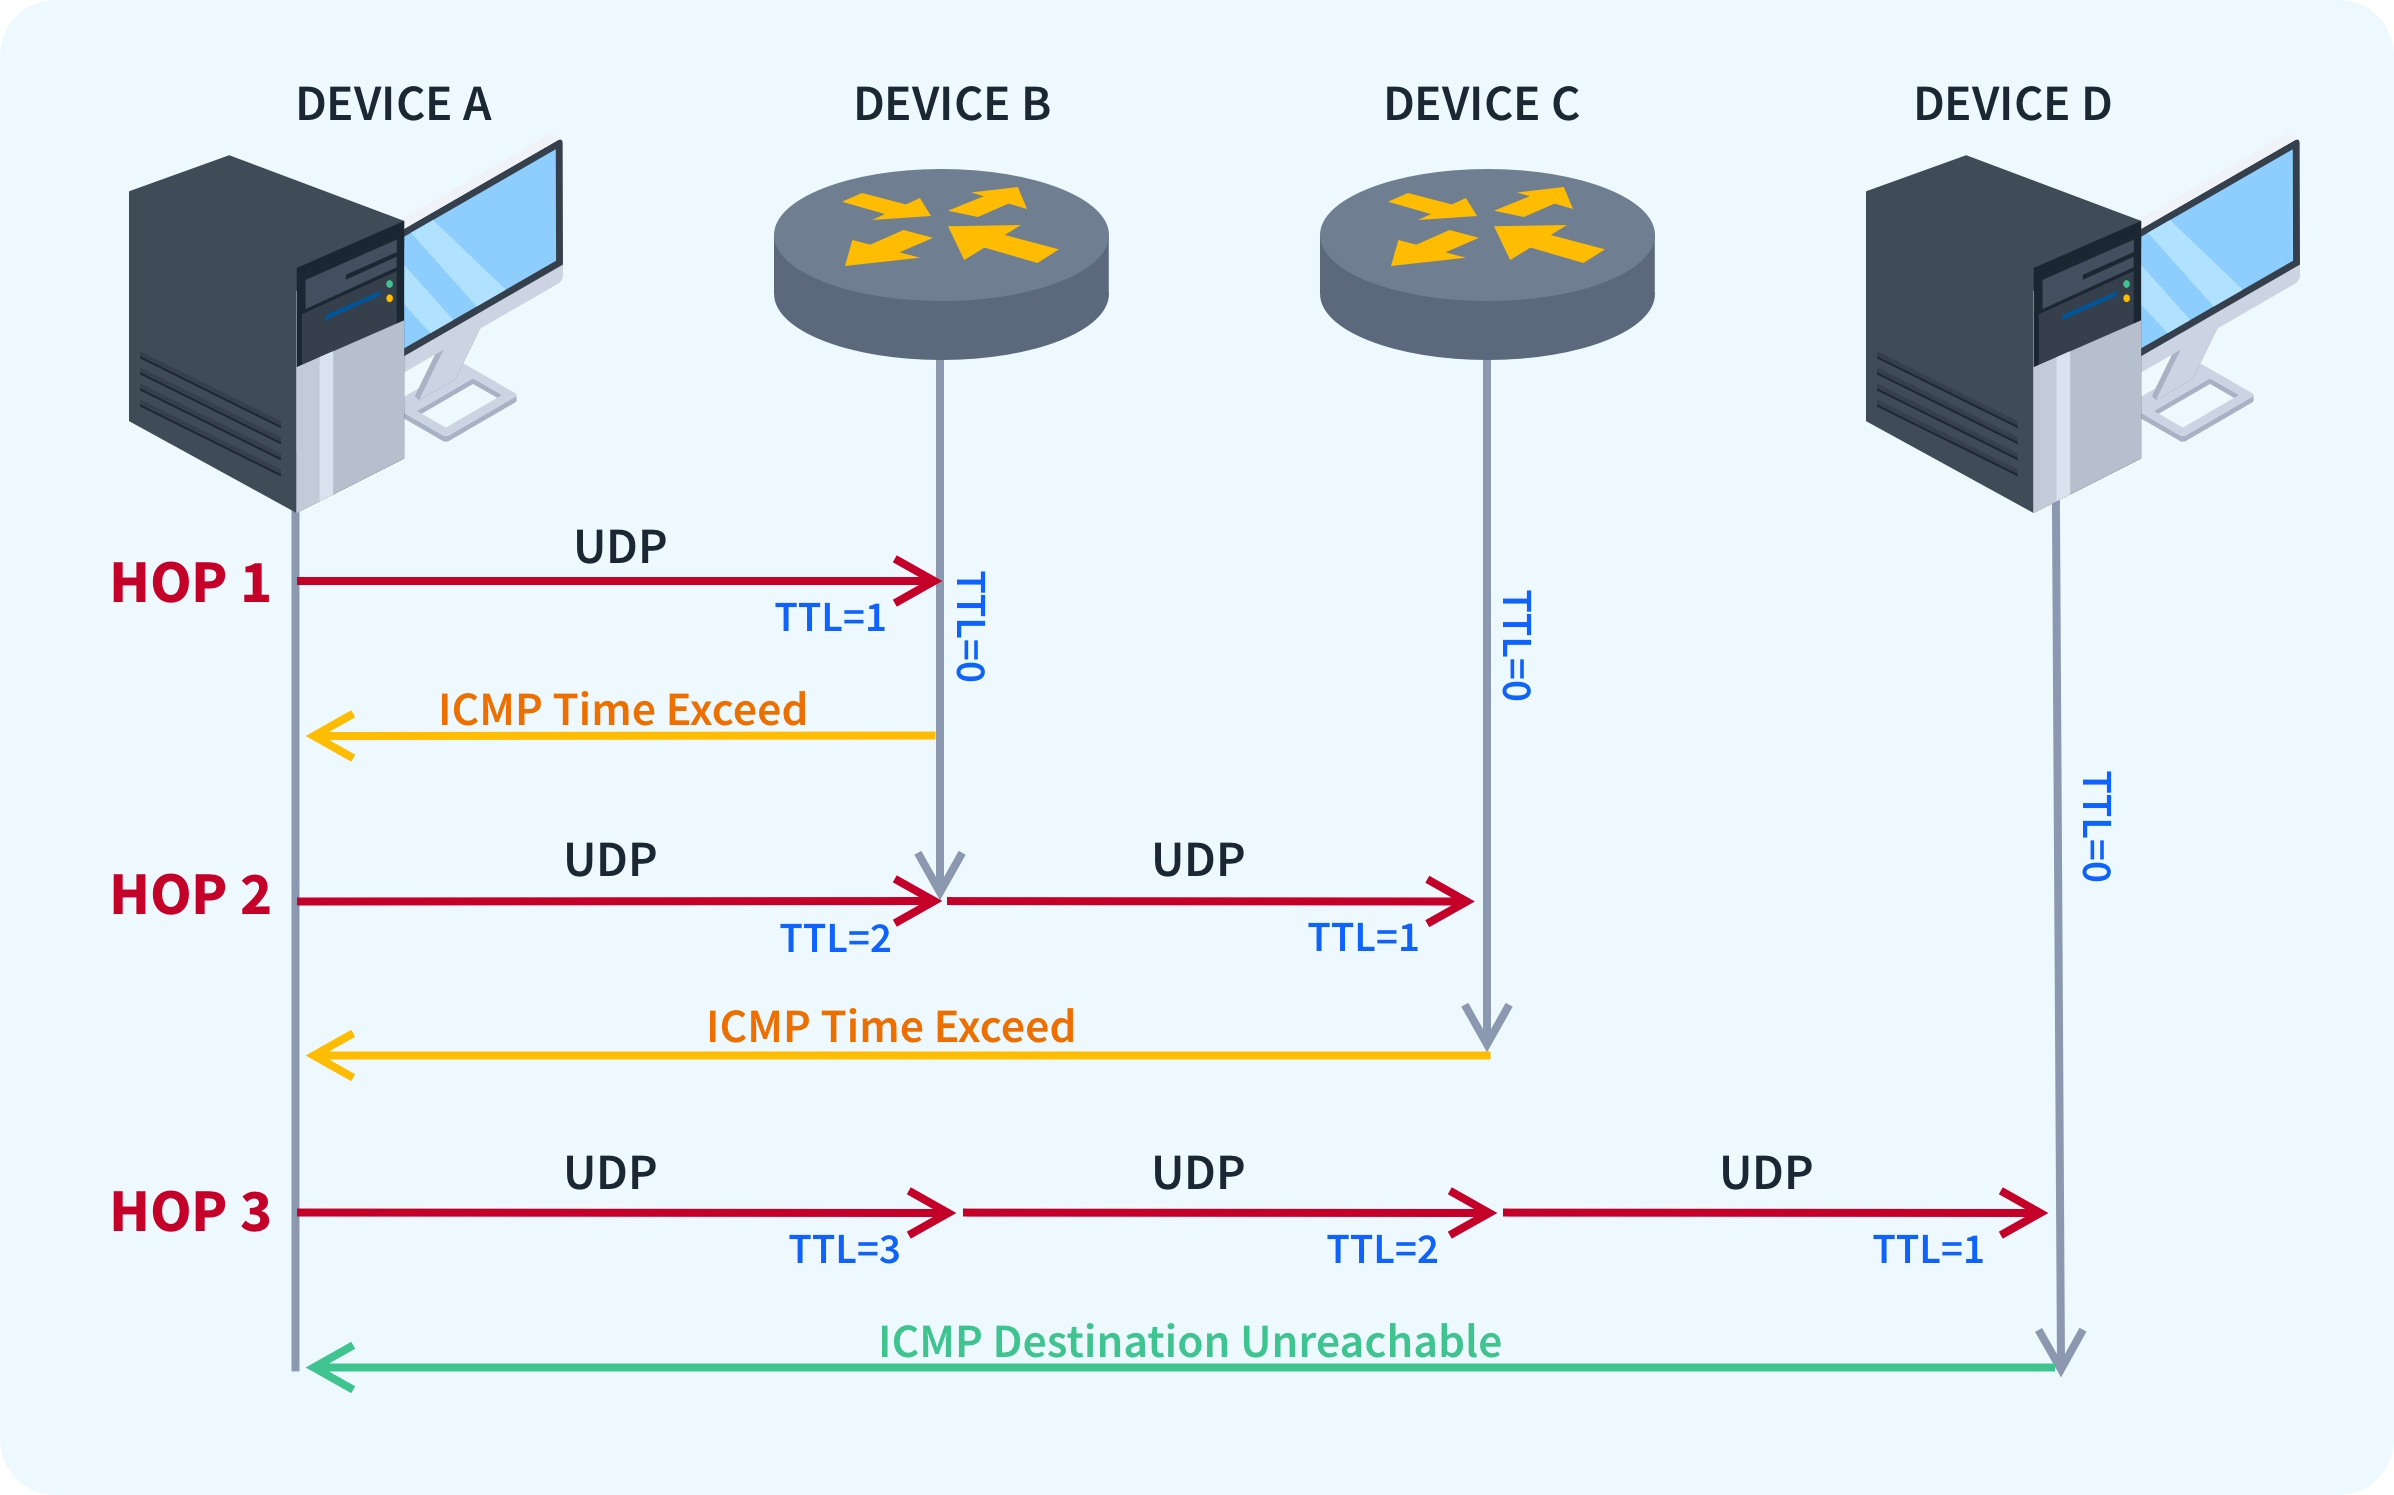 DEVICE A
DEVICE B
DEVICE C
DEVICE D
UDP
HOP 1
TTL=1
TTL=0
TTL=0
ICMP Time Exceed
TTL=0
UDP
UDP
HOP 2
TTL=2
TTL=1
ICMP Time Exceed
UDP
UDP
UDP
HOP 3
TTL=3
TTL=2
TTL=1
ICMP Destination Unreachable